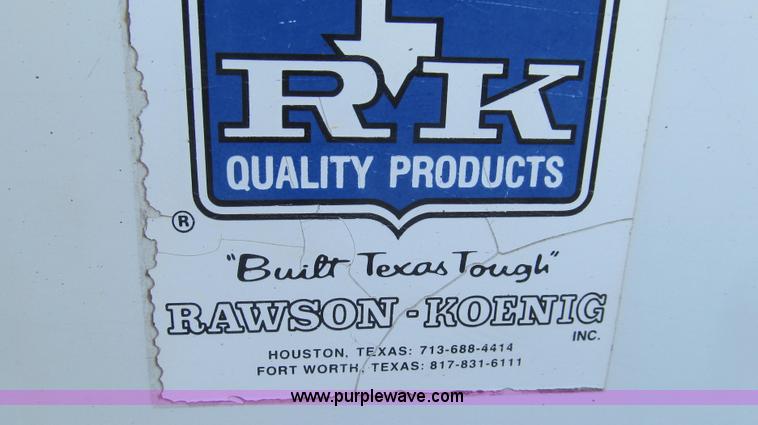 RK
QUALITY PRODUCTS
®
"Built Texas Tough"
RAWSON-KOENIG
INC.
HOUSTON, TEXAS: 713-688-4414
FORT WORTH, TEXAS: 817-831-6111
www.purplewave.com